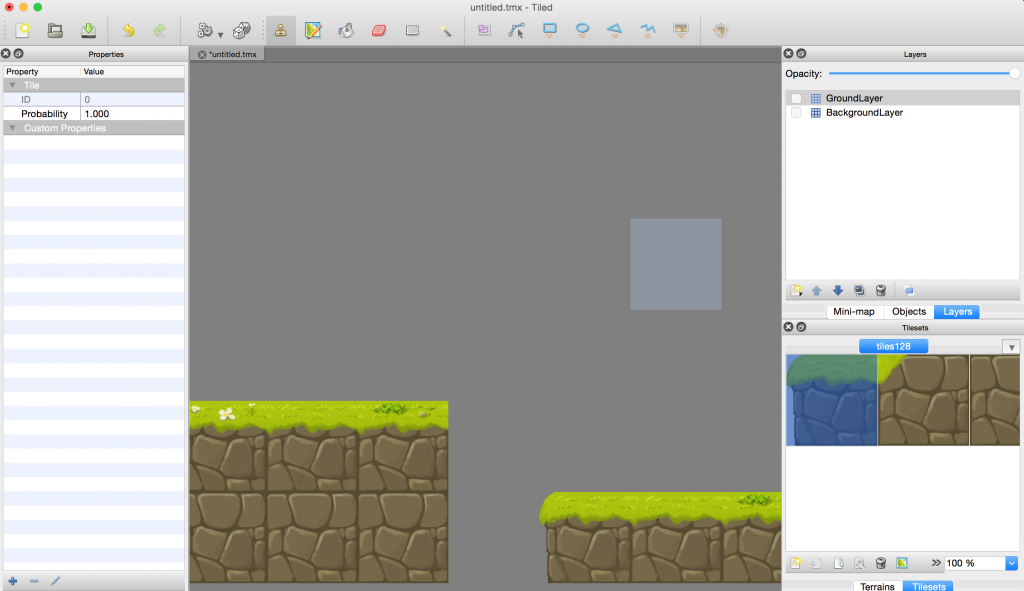 untitled.tmx - Tiled
Properties
Property Value
Tile
ID 0
Probability 1.000
Custom Properties
*untitled.tmx
Layers
Opacity:
GroundLayer
BackgroundLayer
Mini-map Objects Layers
Tilesets
tiles128
100 %
Terrains Tilesets